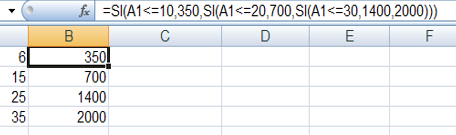 fx =SI(A1<=10,350,SI(A1<=20,700,SI(A1<=30,1400,2000)))
B C D E F
6 350
15 700
25 1400
35 2000